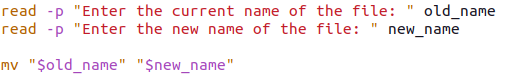 read -p "Enter the current name of the file: " old_name
read -p "Enter the new name of the file: " new_name
mv "$old_name" "$new_name"